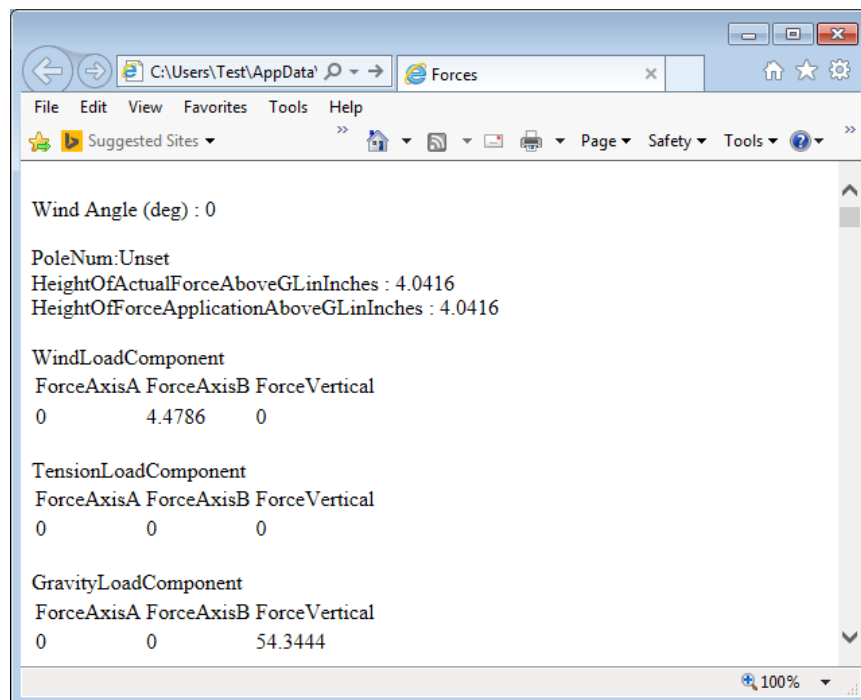 C:\Users\Test\AppData\
Forces
File Edit View Favorites Tools Help
Suggested Sites
Page Safety Tools
Wind Angle (deg) : 0
PoleNum:Unset
HeightOfActualForceAboveGLinInches : 4.0416
HeightOfForceApplicationAboveGLinInches : 4.0416
WindLoadComponent
ForceAxisA ForceAxisB ForceVertical
0 4.4786 0
TensionLoadComponent
ForceAxisA ForceAxisB ForceVertical
0 0 0
GravityLoadComponent
ForceAxisA ForceAxisB ForceVertical
0 0 54.3444
100%